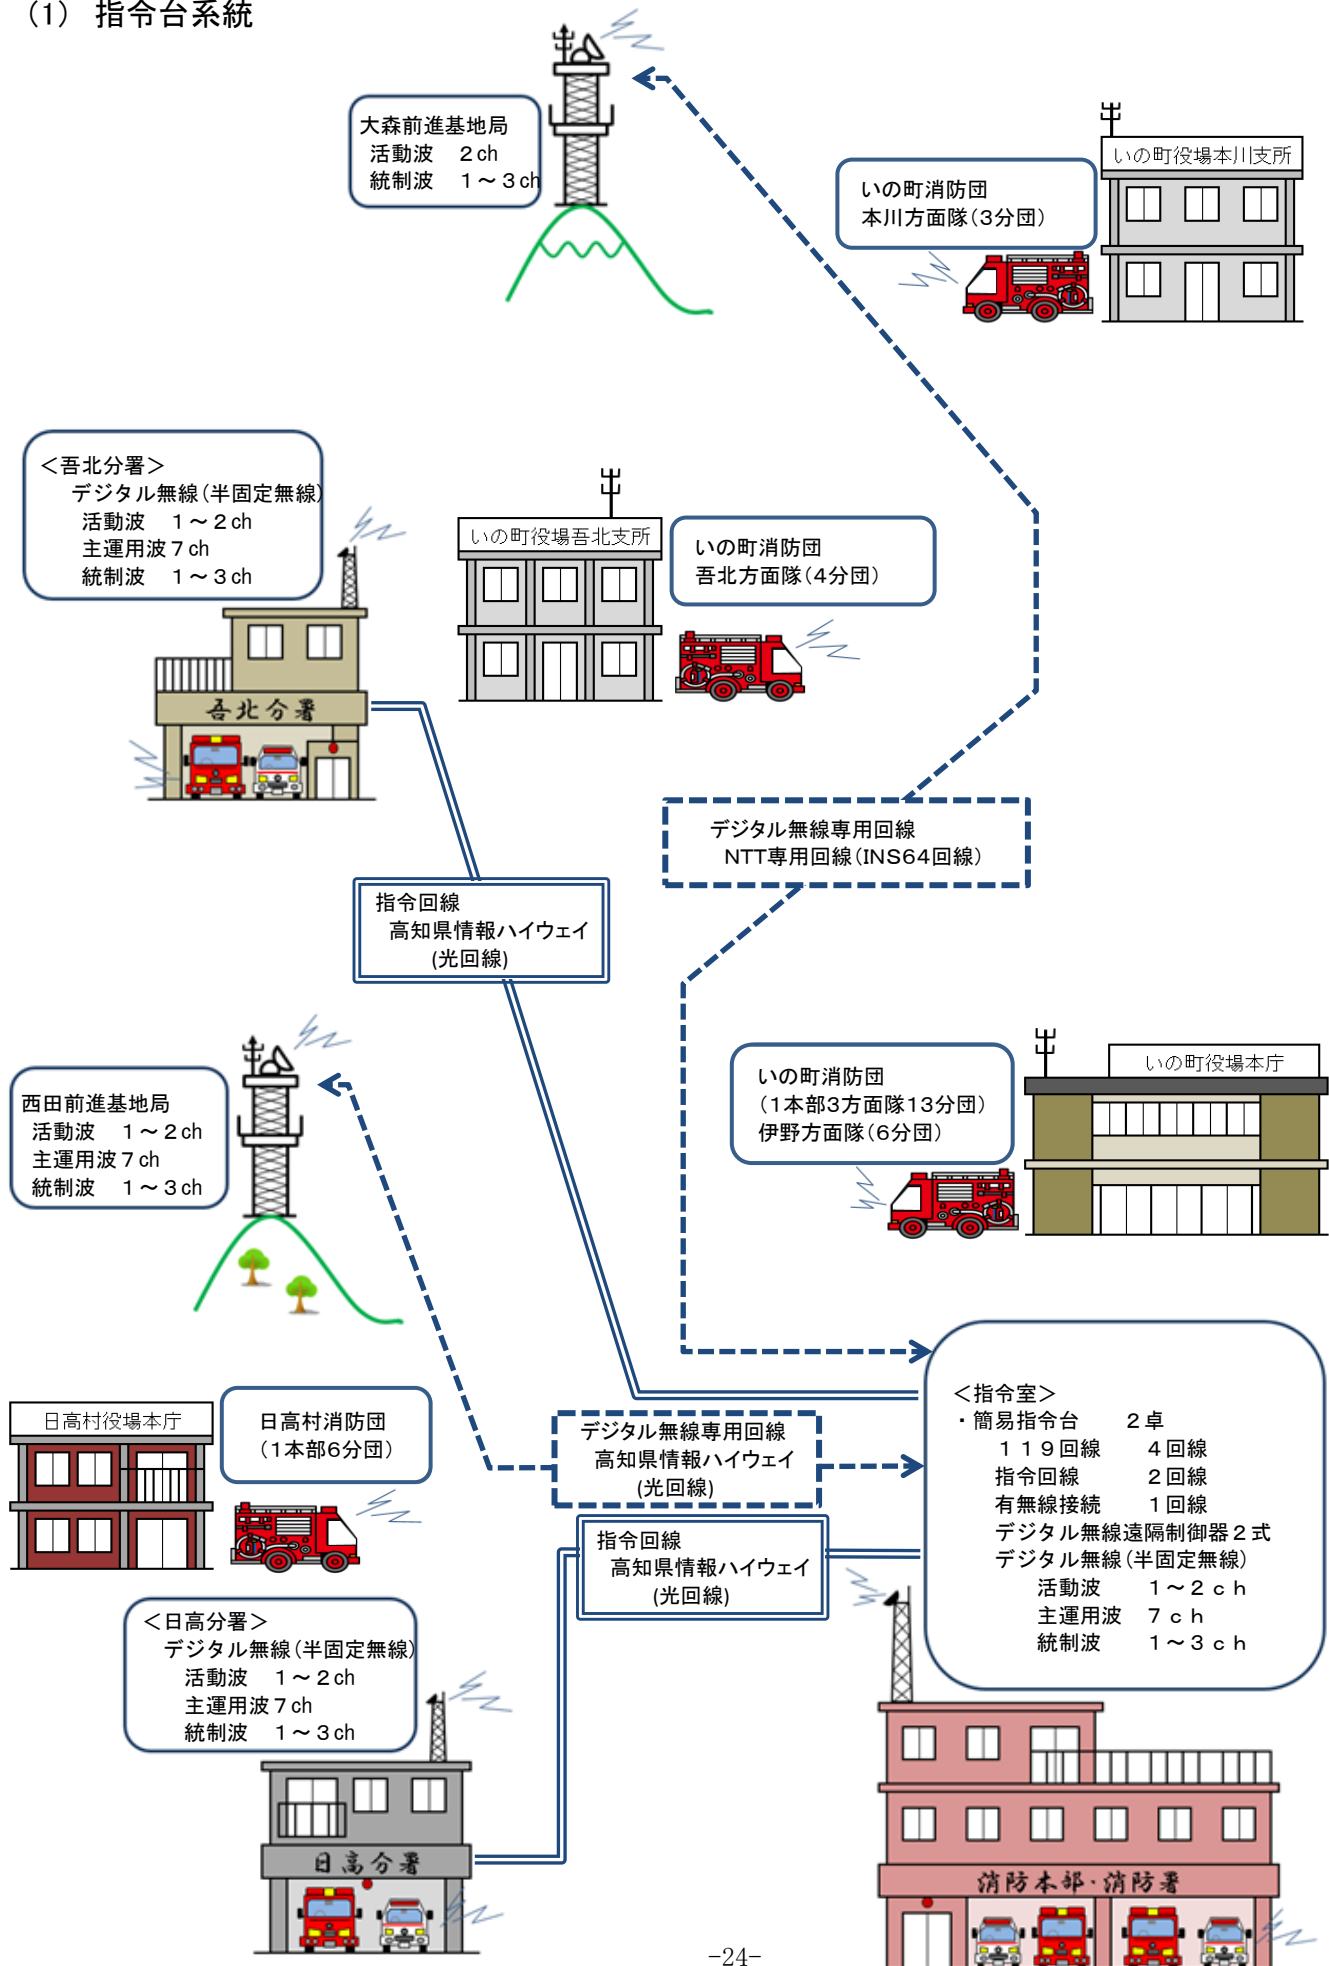 (1) 指令台系統
大森前進基地局
活動波　2ch
統制波　1～3ch
いの町役場本川支所
いの町消防団
本川方面隊(3分団)
＜吾北分署＞
デジタル無線(半固定無線)
活動波　1～2ch
主運用波7ch
統制波　1～3ch
いの町役場吾北支所
いの町消防団
吾北方面隊(4分団)
吾北分署
デジタル無線専用回線
NTT専用回線(INS64回線)
指令回線
高知県情報ハイウェイ
(光回線)
西田前進基地局
活動波　1～2ch
主運用波7ch
統制波　1～3ch
いの町消防団
(1本部3方面隊13分団)
伊野方面隊(6分団)
いの町役場本庁
日高村役場本庁
日高村消防団
(1本部6分団)
デジタル無線専用回線
高知県情報ハイウェイ
(光回線)
指令回線
高知県情報ハイウェイ
(光回線)
＜指令室＞
・簡易指令台　2卓
119回線　4回線
指令回線　2回線
有無線接続　1回線
デジタル無線遠隔制御器2式
デジタル無線(半固定無線)
活動波　1～2ch
主運用波　7ch
統制波　1～3ch
＜日高分署＞
デジタル無線(半固定無線)
活動波　1～2ch
主運用波7ch
統制波　1～3ch
日高分署
消防本部・消防署
-24-